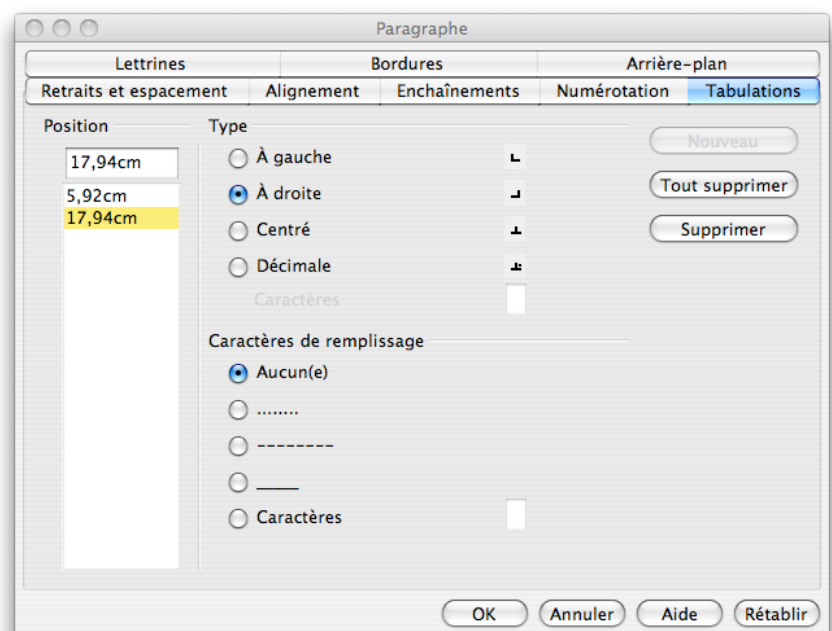 Paragraphe
Lettrines Bordures Arrière-plan
Retraits et espacement Alignement Enchaînements Numérotation Tabulations
Position Type
17,94cm À gauche Nouveau
5,92cm À droite Tout supprimer
17,94cm
Centré Supprimer
Décimale
Caractères
Caractères de remplissage
Aucun(e)
........
--------
_____
Caractères
OK Annuler Aide Rétablir